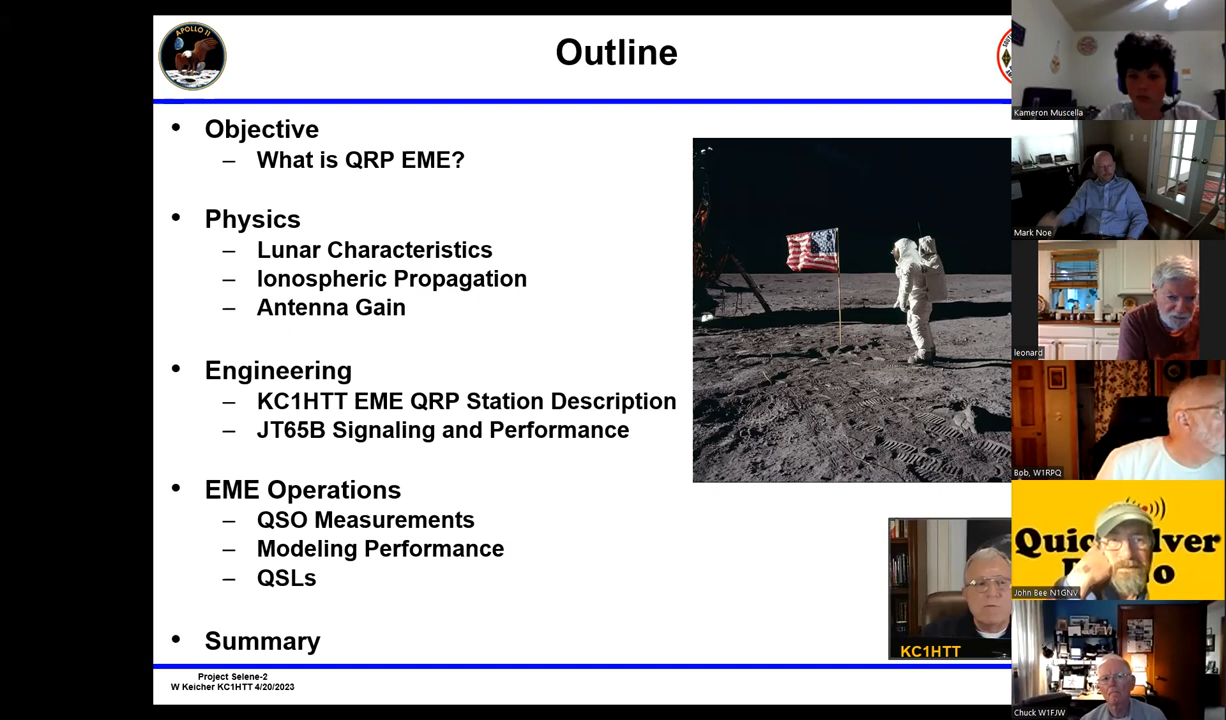 APOLLO 11
Outline
• Objective
– What is QRP EME?
• Physics
– Lunar Characteristics
– Ionospheric Propagation
– Antenna Gain
• Engineering
– KC1HTT EME QRP Station Description
– JT65B Signaling and Performance
• EME Operations
– QSO Measurements
– Modeling Performance
– QSLs
• Summary
Project Selene-2
W Keicher KC1HTT 4/20/2023
KC1HTT
Kameron Muscella
Mark Noe
leonard
Bob, W1RPQ
John Bee N1GNV
Chuck W1FJW